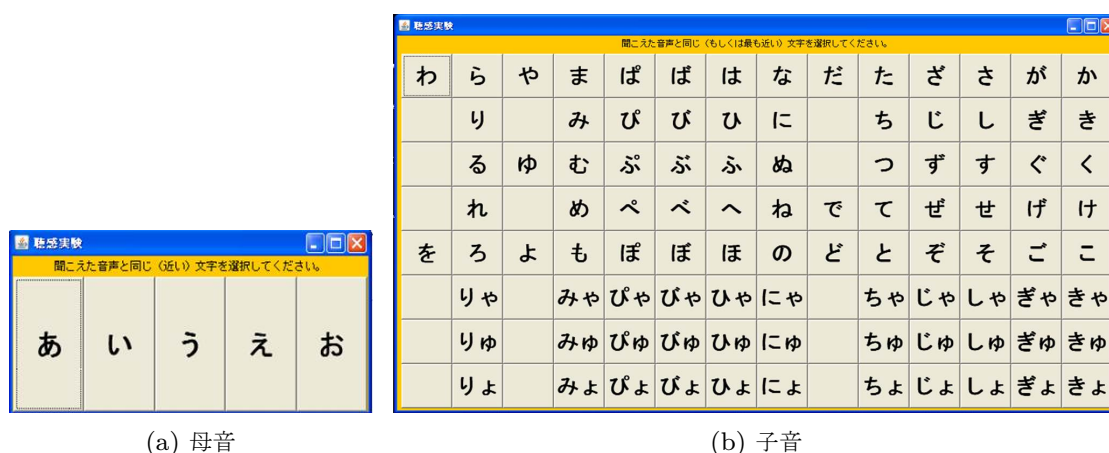 聴感実験
聞こえた音声と同じ（近い）文字を選択してください。
あ い う え お
(a) 母音
聴感実験
聞こえた音声と同じ（もしくは最も近い）文字を選択してください。
わ ら や ま ぱ ば は な だ た ざ さ が か
り み ぴ び ひ に ち じ し ぎ き
る ゆ む ぷ ぶ ふ ぬ つ ず す ぐ く
れ め ぺ べ へ ね で て ぜ せ げ け
を ろ よ も ぽ ぼ ほ の ど と ぞ そ ご こ
りゃ みゃ ぴゃ びゃ ひゃ にゃ ちゃ じゃ しゃ ぎゃ きゃ
りゅ みゅ ぴゅ びゅ ひゅ にゅ ちゅ じゅ しゅ ぎゅ きゅ
りょ みょ ぴょ びょ ひょ にょ ちょ じょ しょ ぎょ きょ
(b) 子音